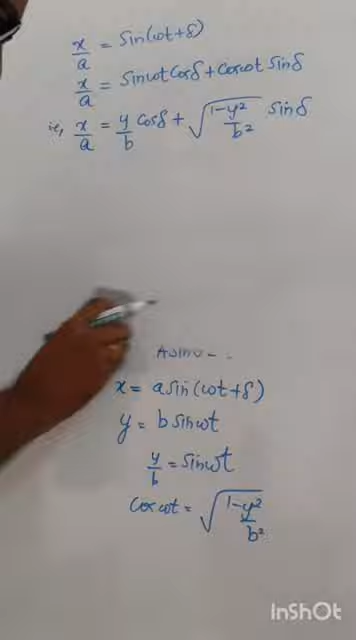 x/a = Sin(ωt+δ)
x/a = Sinωt Cosδ + Cosωt Sinδ
ie, x/a = y/b Cosδ + √(1-y²/b²) Sinδ
x = a sin(ωt+δ)
y = b sinωt
y/b = sinωt
Cosωt = √(1-y²/b²)
InShOt